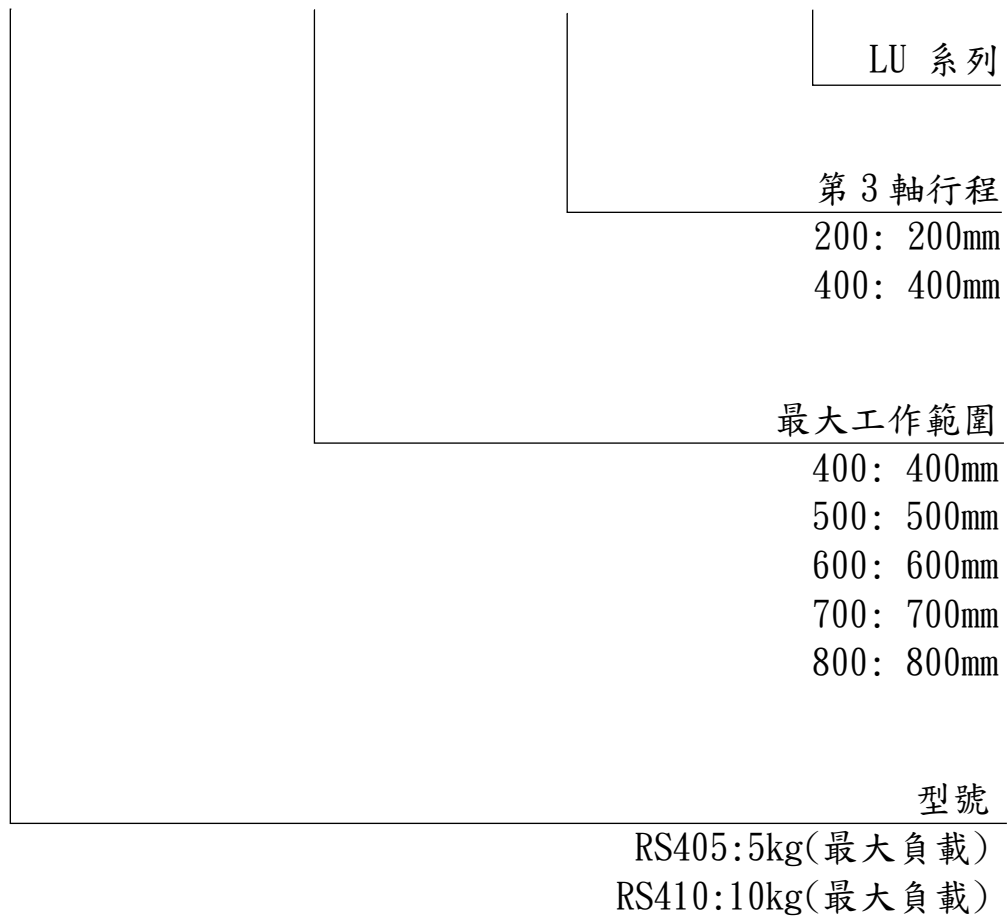 LU 系列
第 3 軸行程
200: 200mm
400: 400mm
最大工作範圍
400: 400mm
500: 500mm
600: 600mm
700: 700mm
800: 800mm
型號
RS405:5kg(最大負載)
RS410:10kg(最大負載)